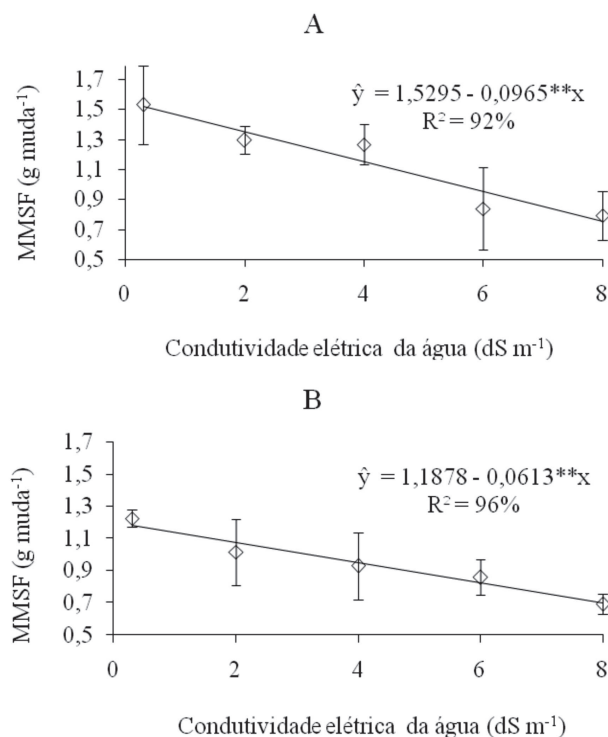 A
MMSF (g muda⁻¹)
1,7
1,5
1,3
1,1
0,9
0,7
0,5
ŷ = 1,5295 - 0,0965**x
R² = 92%
0 2 4 6 8
Condutividade elétrica da água (dS m⁻¹)
B
MMSF (g muda⁻¹)
1,7
1,5
1,3
1,1
0,9
0,7
0,5
ŷ = 1,1878 - 0,0613**x
R² = 96%
0 2 4 6 8
Condutividade elétrica da água (dS m⁻¹)